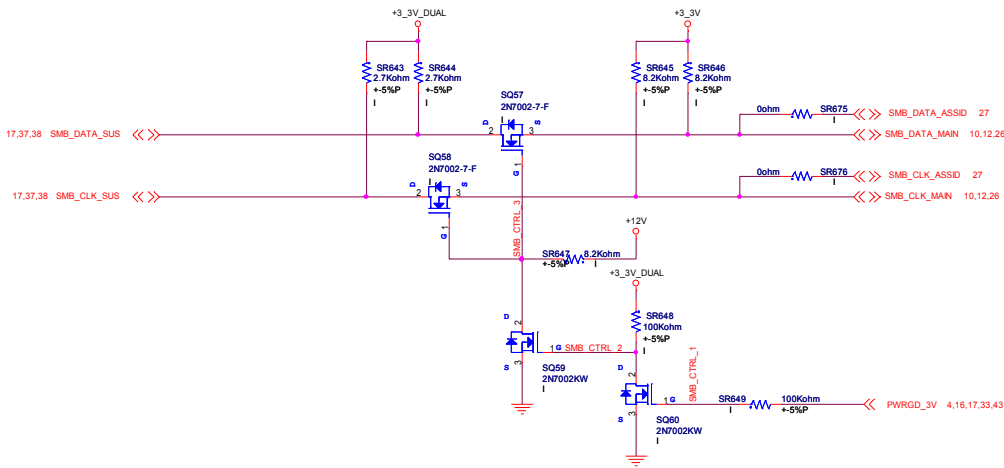 +3_3V_DUAL
+3_3V
SR643
2.7Kohm
+-5%P
I
SR644
2.7Kohm
+-5%P
I
SR645
8.2Kohm
+-5%P
I
SR646
8.2Kohm
+-5%P
I
SQ57
2N7002-7-F
I
0ohm
SR675
I
SMB_DATA_ASSID 27
17,37,38 SMB_DATA_SUS
D
2
3
S
G
1
SMB_DATA_MAIN 10,12,26
SQ58
2N7002-7-F
I
0ohm
SR676
I
SMB_CLK_ASSID 27
17,37,38 SMB_CLK_SUS
D
2
3
S
G
1
SMB_CLK_MAIN 10,12,26
SMB_CTRL_3
+12V
SR647
8.2Kohm
+-5%P
I
+3_3V_DUAL
SR648
100Kohm
+-5%P
I
D
2
1
G
SMB_CTRL_2
S
3
SQ59
2N7002KW
I
SMB_CTRL_1
D
2
1
G
S
3
SQ60
2N7002KW
I
SR649
I
100Kohm
+-5%P
PWRGD_3V 4,16,17,33,43